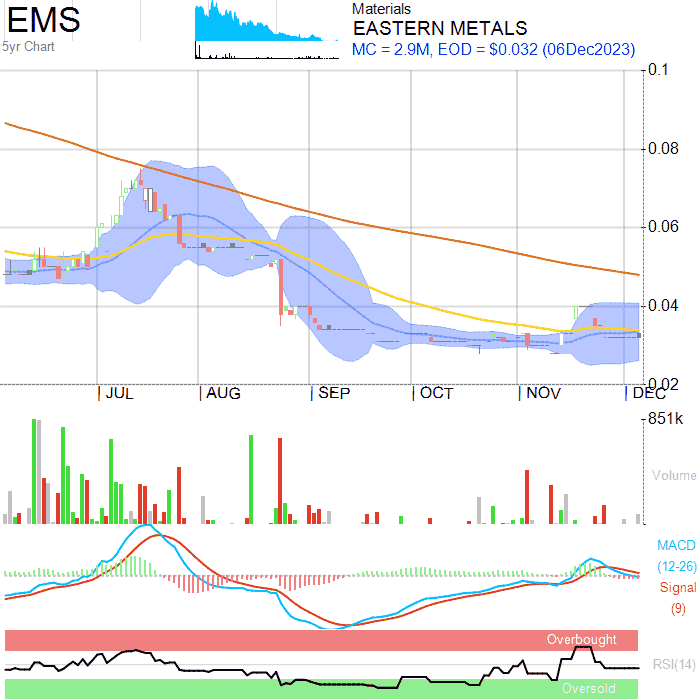 EMS
5yr Chart
Materials
EASTERN METALS
MC = 2.9M, EOD = $0.032 (06Dec2023)
0.1
0.08
0.06
0.04
0.02
JUL AUG SEP OCT NOV DEC
851k
Volume
MACD
(12-26)
Signal
(9)
Overbought
RSI(14)
Oversold